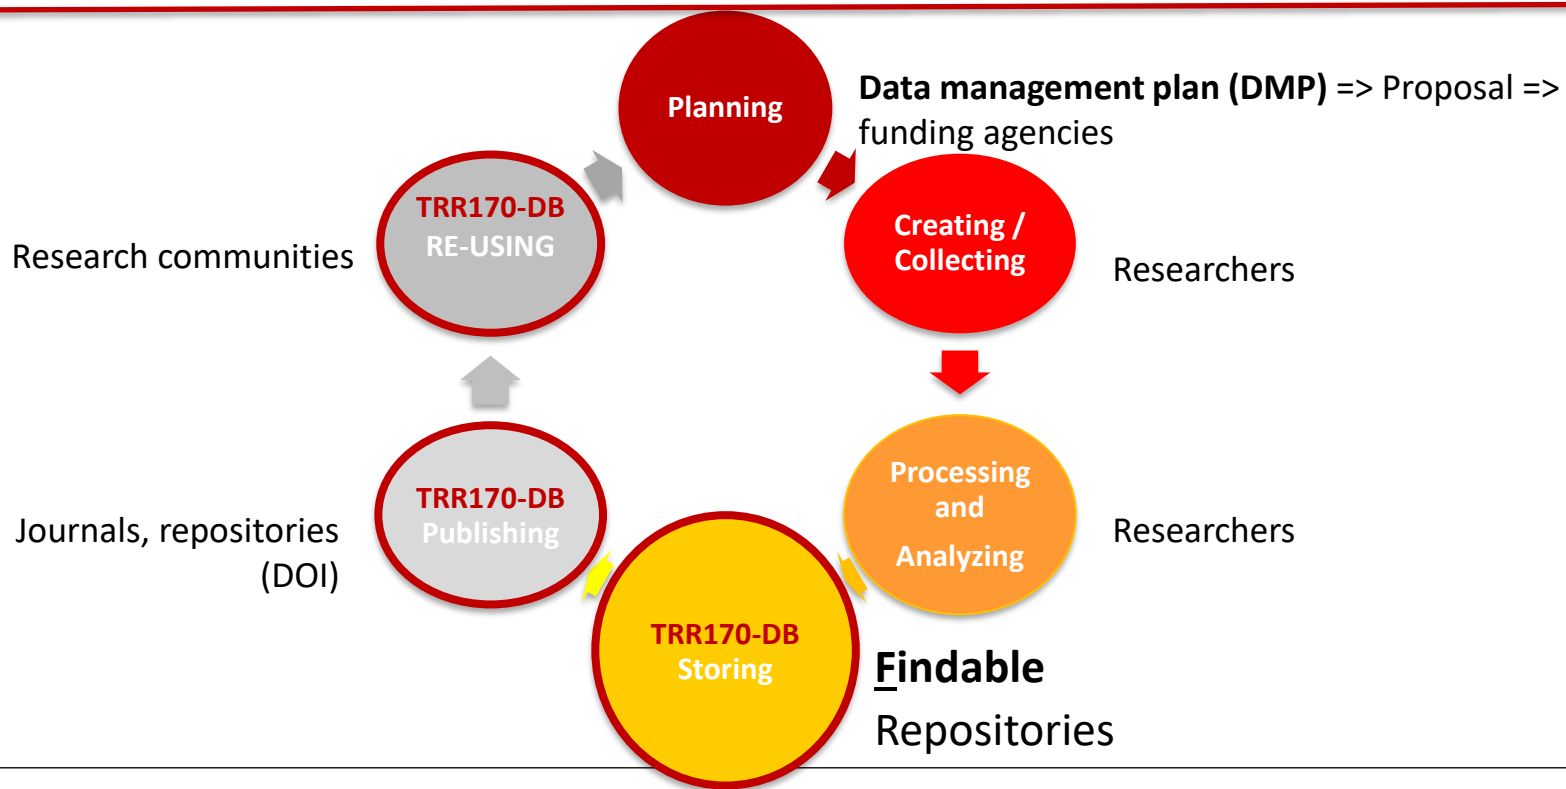 Planning
Data management plan (DMP) => Proposal =>
funding agencies
TRR170-DB
RE-USING
Research communities
Creating /
Collecting
Researchers
Processing
and
Analyzing
Researchers
TRR170-DB
Publishing
Journals, repositories
(DOI)
TRR170-DB
Storing
Findable
Repositories